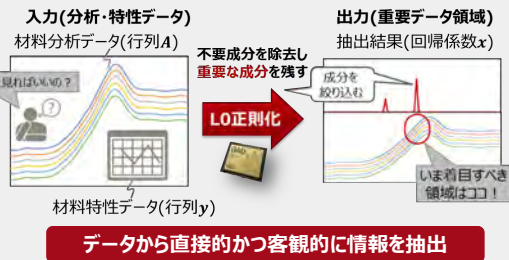 入力(分析・特性データ)
材料分析データ(行列A)
見ればいいの？
?
材料特性データ(行列y)
不要成分を除去し
重要な成分を残す
L0正則化
出力(重要データ領域)
抽出結果(回帰係数x)
成分を
絞り込む
いま着目すべき
領域はココ！
データから直接的かつ客観的に情報を抽出